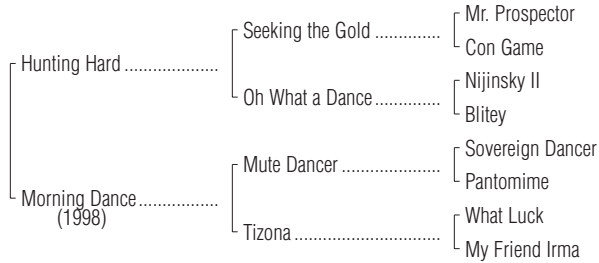 Mr. Prospector
Seeking the Gold ..............
Con Game
Hunting Hard ....................
Nijinsky II
Oh What a Dance..............
Blitey
Sovereign Dancer
Mute Dancer .....................
Pantomime
Morning Dance.................
(1998)
What Luck
Tizona ...............................
My Friend Irma